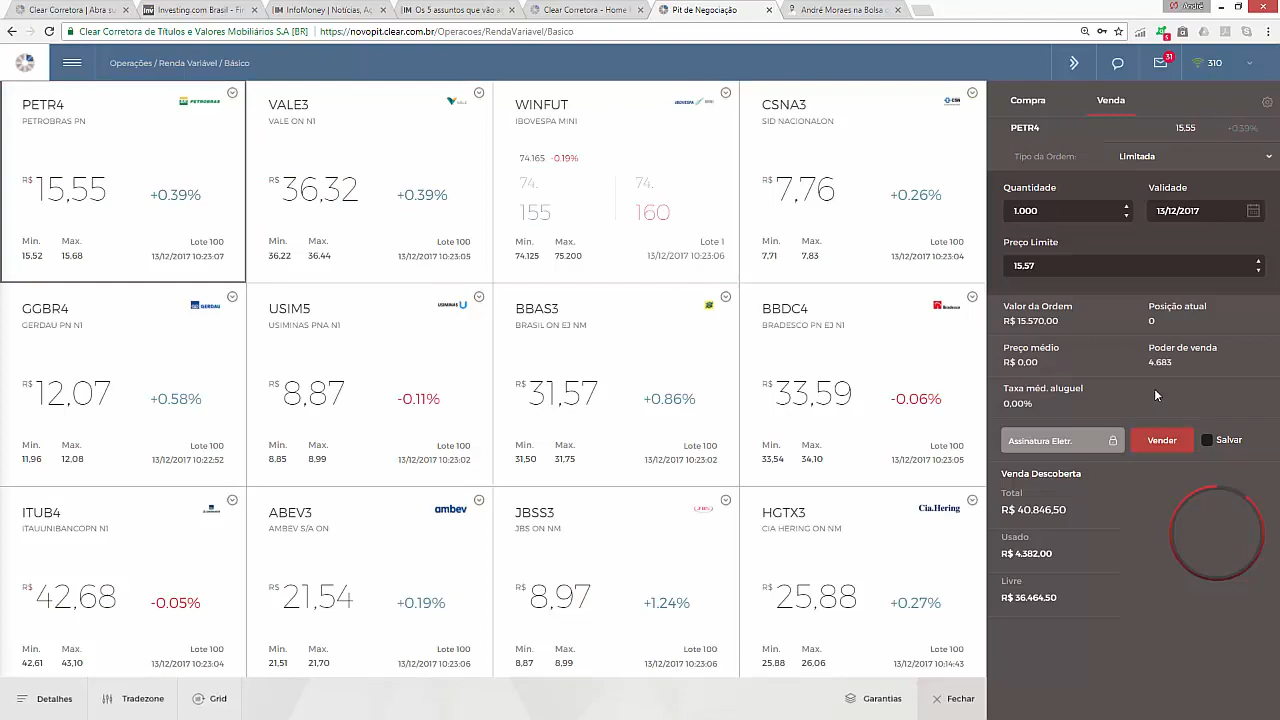 Clear Corretora | Abra su
Investing.com Brasil - Fi
InfoMoney | Notícias, Aç
Os 5 assuntos que vão a
Clear Corretora - Home
Pit de Negociação
André Moraes na Bolsa
André
Clear Corretora de Títulos e Valores Mobiliários S.A [BR] | https://novopit.clear.com.br/Operações/RendaVariavel/Basico
Operações / Renda Variável / Básico
31
310
PETR4
PETROBRAS
PETROBRAS PN
R$ 15,55 +0.39%
Min. Max. Lote 100
15.52 15.68 13/12/2017 10:23:07
VALE3
VALE
VALE ON N1
R$ 36,32 +0.39%
Min. Max. Lote 100
36.22 36.44 13/12/2017 10:23:05
WINFUT
IBOVESPA MINI
IBOVESPA MINI
74.165 -0.19%
74. 74.
155 160
Min. Max. Lote 1
74.125 75.200 13/12/2017 10:23:06
CSNA3
CSN
SID NACIONALON
R$ 7,76 +0.26%
Min. Max. Lote 100
7.71 7.83 13/12/2017 10:23:04
GGBR4
GERDAU
GERDAU PN N1
R$ 12,07 +0.58%
Min. Max. Lote 100
11,96 12,08 13/12/2017 10:22:52
USIM5
USIMINAS
USIMINAS PNA N1
R$ 8,87 -0.11%
Min. Max. Lote 100
8,85 8,99 13/12/2017 10:23:02
BBAS3
BRASIL ON EJ NM
R$ 31,57 +0.86%
Min. Max. Lote 100
31,50 31,75 13/12/2017 10:23:02
BBDC4
Bradesco
BRADESCO PN EJ N1
R$ 33,59 -0.06%
Min. Max. Lote 100
33,54 34,10 13/12/2017 10:23:05
ITUB4
ITAUUNIBANCOPN N1
R$ 42,68 -0.05%
Min. Max. Lote 100
42,61 43,10 13/12/2017 10:23:04
ABEV3
ambev
AMBEV S/A ON
R$ 21,54 +0.19%
Min. Max. Lote 100
21.51 21,70 13/12/2017 10:23:06
JBSS3
JBS ON NM
R$ 8,97 +1.24%
Min. Max. Lote 100
8,87 8,99 13/12/2017 10:23:06
HGTX3
Cia.Hering
CIA HERING ON NM
R$ 25,88 +0.27%
Min. Max. Lote 100
25,88 26,06 13/12/2017 10:14:43
Compra Venda
PETR4 15,55 +0.39%
Tipo da Ordem: Limitada
Quantidade Validade
1.000 13/12/2017
Preço Limite
15,57
Valor da Ordem Posição atual
R$ 15.570,00 0
Preço médio Poder de venda
R$ 0,00 4.683
Taxa méd. aluguel
0,00%
Assinatura Eletr. Vender Salvar
Venda Descoberta
Total
R$ 40.846,50
Usado
R$ 4.382,00
Livre
R$ 36.464,50
Detalhes Tradezone Grid Garantias Fechar